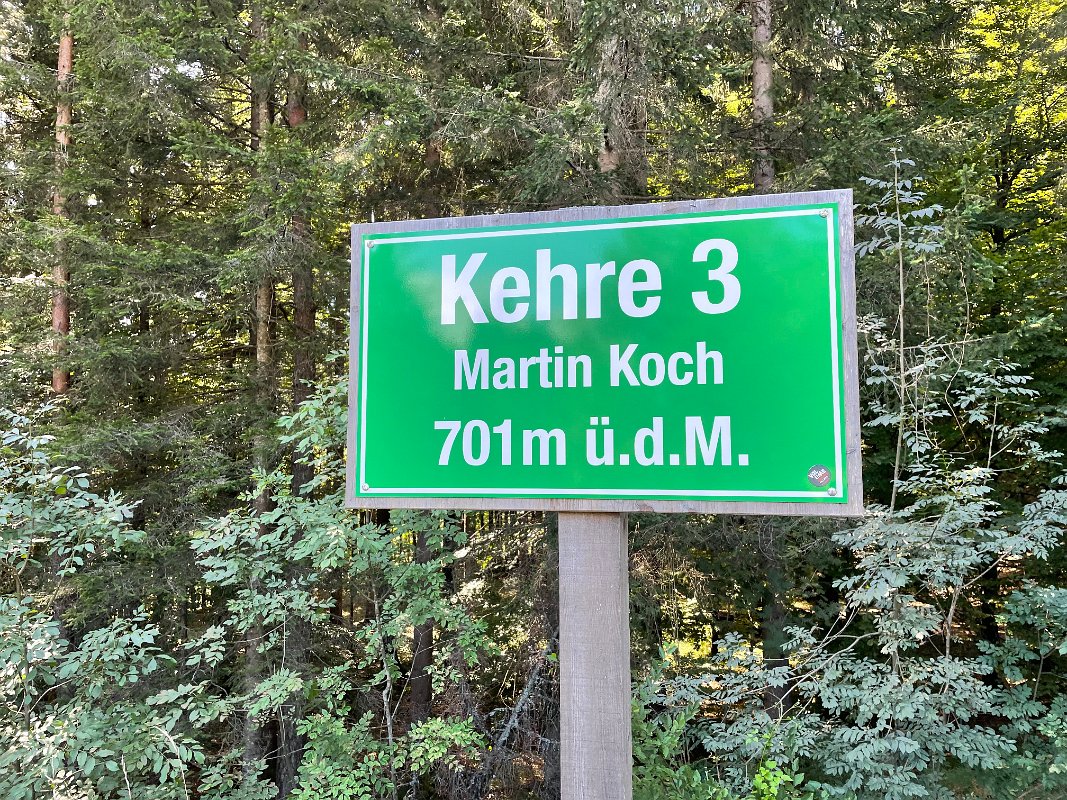 Kehre 3
Martin Koch
701m ü.d.M.